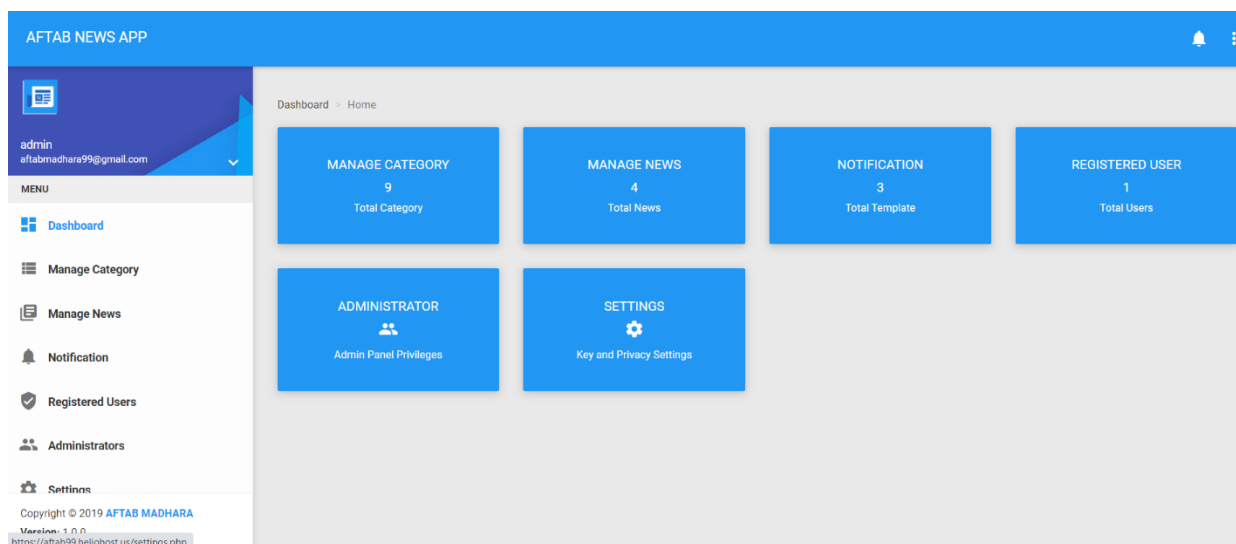 AFTAB NEWS APP
admin
aftabmadhara99@gmail.com
MENU
Dashboard
Manage Category
Manage News
Notification
Registered Users
Administrators
Settings
Copyright © 2019 AFTAB MADHARA
Version: 1.0.0
https://aftab99.heliohost.us/settings.php
Dashboard > Home
MANAGE CATEGORY
9
Total Category
MANAGE NEWS
4
Total News
NOTIFICATION
3
Total Template
REGISTERED USER
1
Total Users
ADMINISTRATOR
Admin Panel Privileges
SETTINGS
Key and Privacy Settings